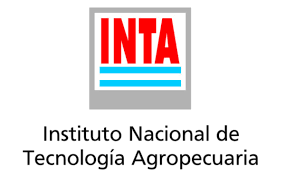 INTA
Instituto Nacional de
Tecnología Agropecuaria